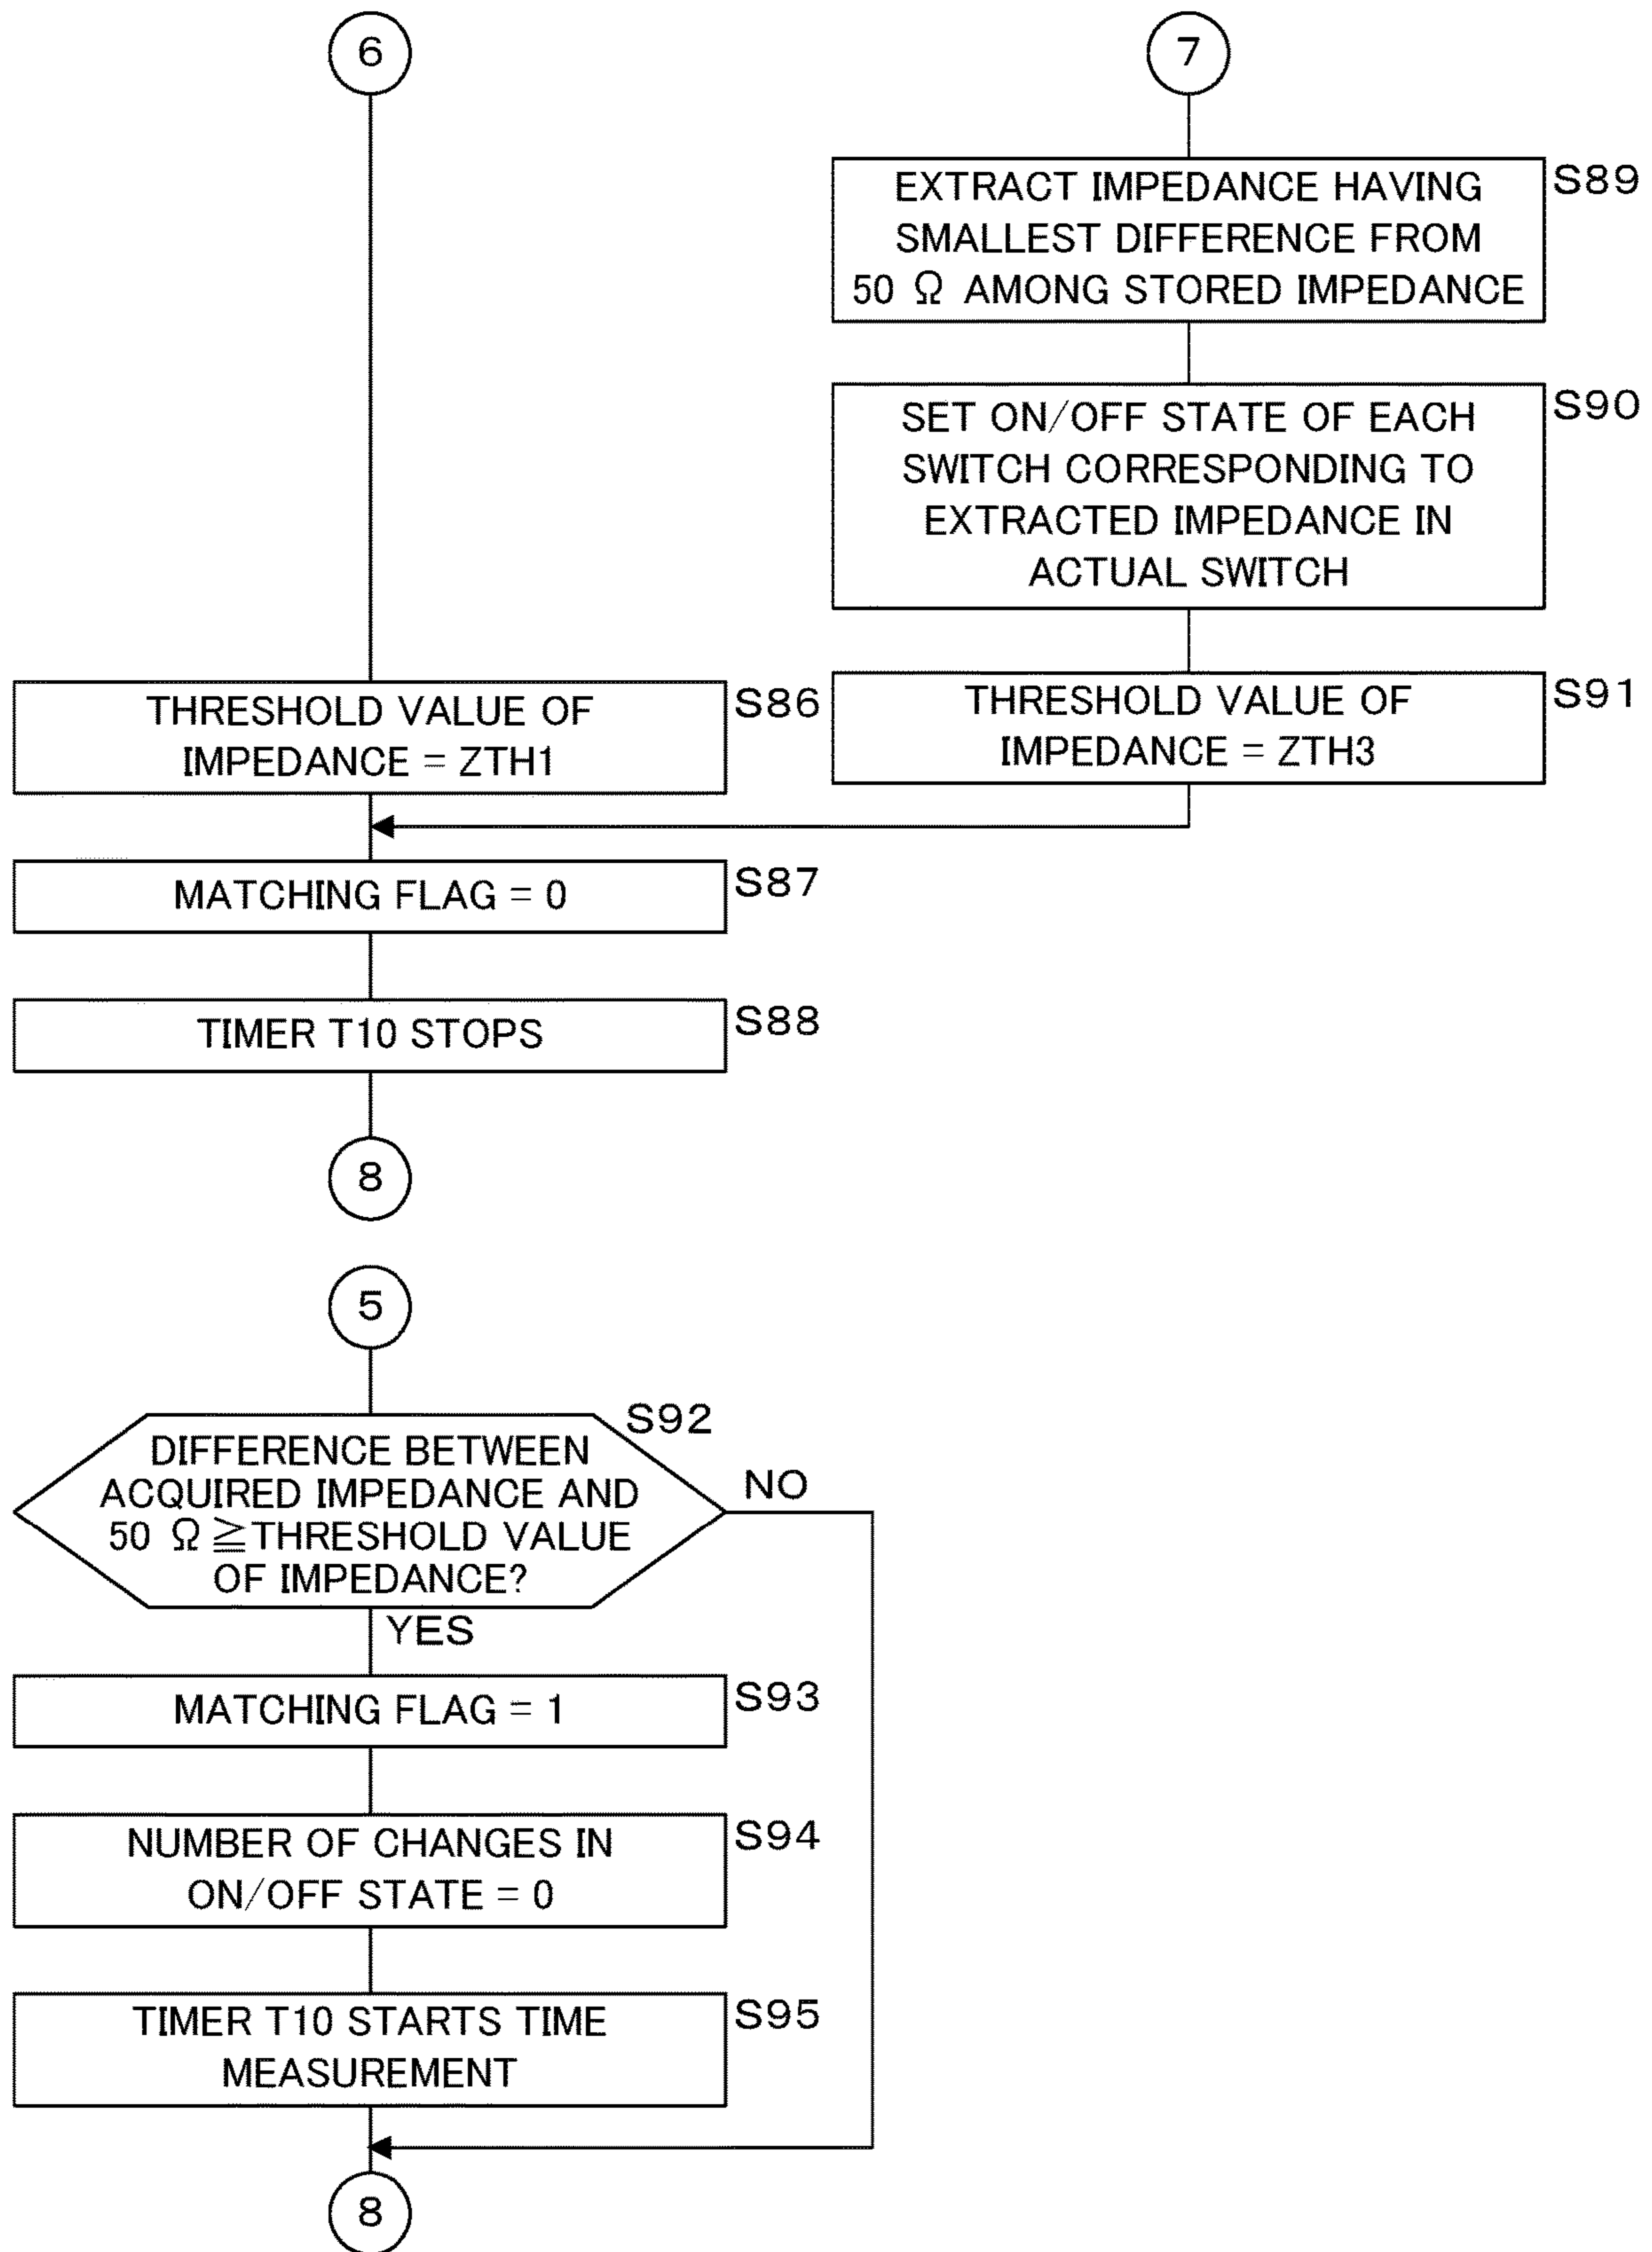 6
7
EXTRACT IMPEDANCE HAVING
SMALLEST DIFFERENCE FROM
50 Ω AMONG STORED IMPEDANCE
S89
SET ON/OFF STATE OF EACH
SWITCH CORRESPONDING TO
EXTRACTED IMPEDANCE IN
ACTUAL SWITCH
S90
THRESHOLD VALUE OF
IMPEDANCE = ZTH1
S86
THRESHOLD VALUE OF
IMPEDANCE = ZTH3
S91
MATCHING FLAG = 0
S87
TIMER T10 STOPS
S88
8
5
S92
DIFFERENCE BETWEEN
ACQUIRED IMPEDANCE AND
50 Ω ≧ THRESHOLD VALUE
OF IMPEDANCE?
NO
YES
MATCHING FLAG = 1
S93
NUMBER OF CHANGES IN
ON/OFF STATE = 0
S94
TIMER T10 STARTS TIME
MEASUREMENT
S95
8